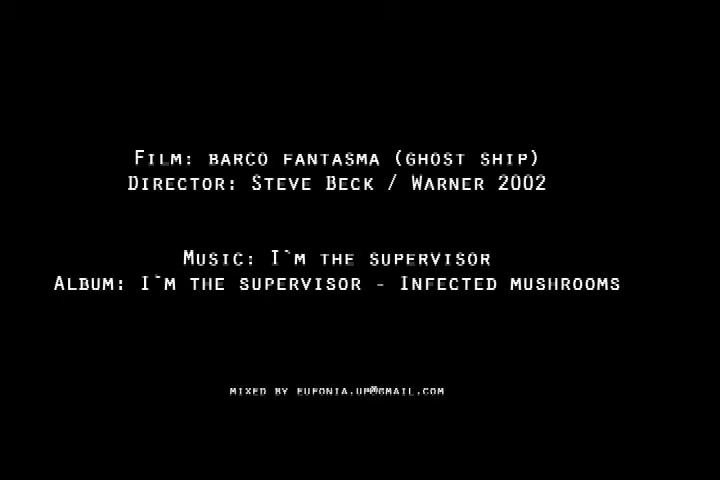 Film: barco fantasma (ghost ship)
Director: Steve Beck / Warner 2002
Music: I`m the supervisor
Album: I`m the supervisor - Infected mushrooms
mixed by eufonia.up@gmail.com